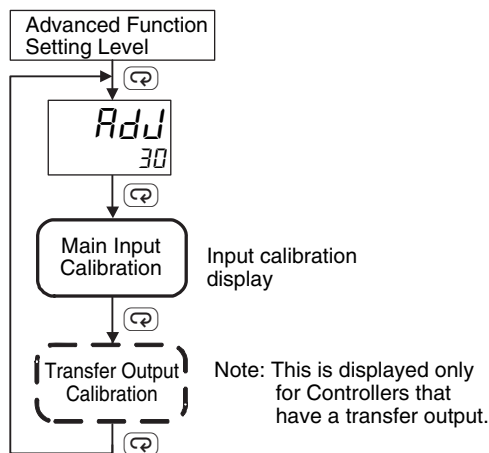 Advanced Function
Setting Level
AdJ
30
Main Input
Calibration
Input calibration
display
Transfer Output
Calibration
Note: This is displayed only
for Controllers that
have a transfer output.